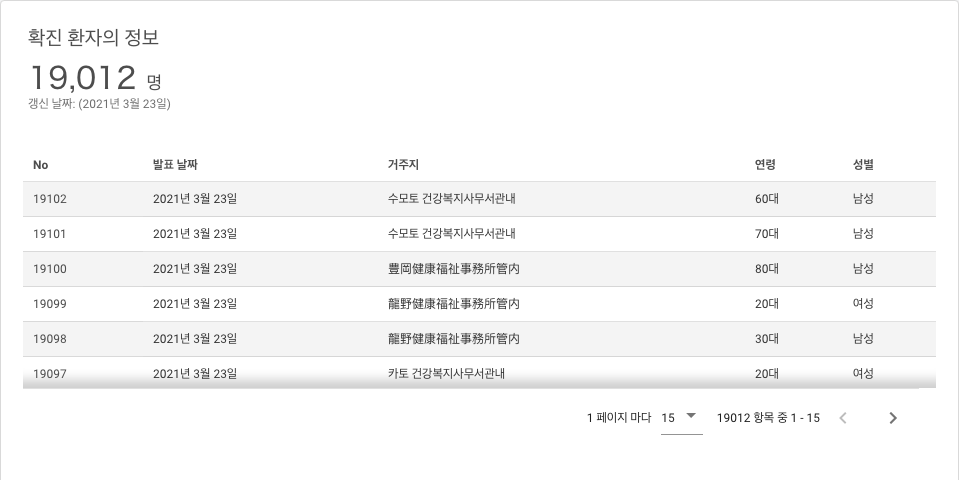 확진 환자의 정보
19,012 명
갱신 날짜: (2021년 3월 23일)
No 발표 날짜 거주지 연령 성별
19102 2021년 3월 23일 수모토 건강복지사무서관내 60대 남성
19101 2021년 3월 23일 수모토 건강복지사무서관내 70대 남성
19100 2021년 3월 23일 豊岡健康福祉事務所管内 80대 남성
19099 2021년 3월 23일 龍野健康福祉事務所管内 20대 여성
19098 2021년 3월 23일 龍野健康福祉事務所管内 30대 남성
19097 2021년 3월 23일 카토 건강복지사무서관내 20대 여성
1 페이지 마다 15 19012 항목 중 1 - 15